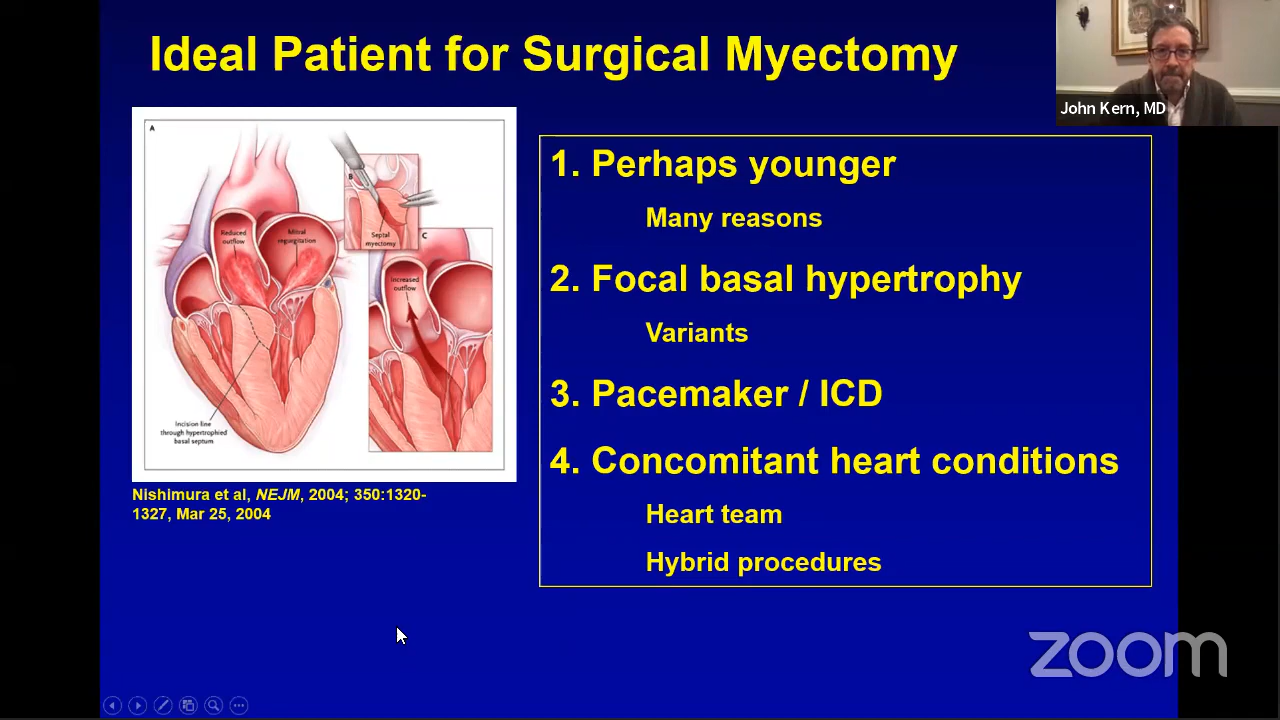 Ideal Patient for Surgical Myectomy
John Kern, MD
A
B
C
Reduced
outflow
Mitral
regurgitation
Septal
myectomy
Increased
outflow
Incision line
through hypertrophied
basal septum
Nishimura et al, NEJM, 2004; 350:1320-
1327, Mar 25, 2004
1. Perhaps younger
Many reasons
2. Focal basal hypertrophy
Variants
3. Pacemaker / ICD
4. Concomitant heart conditions
Heart team
Hybrid procedures
zoom